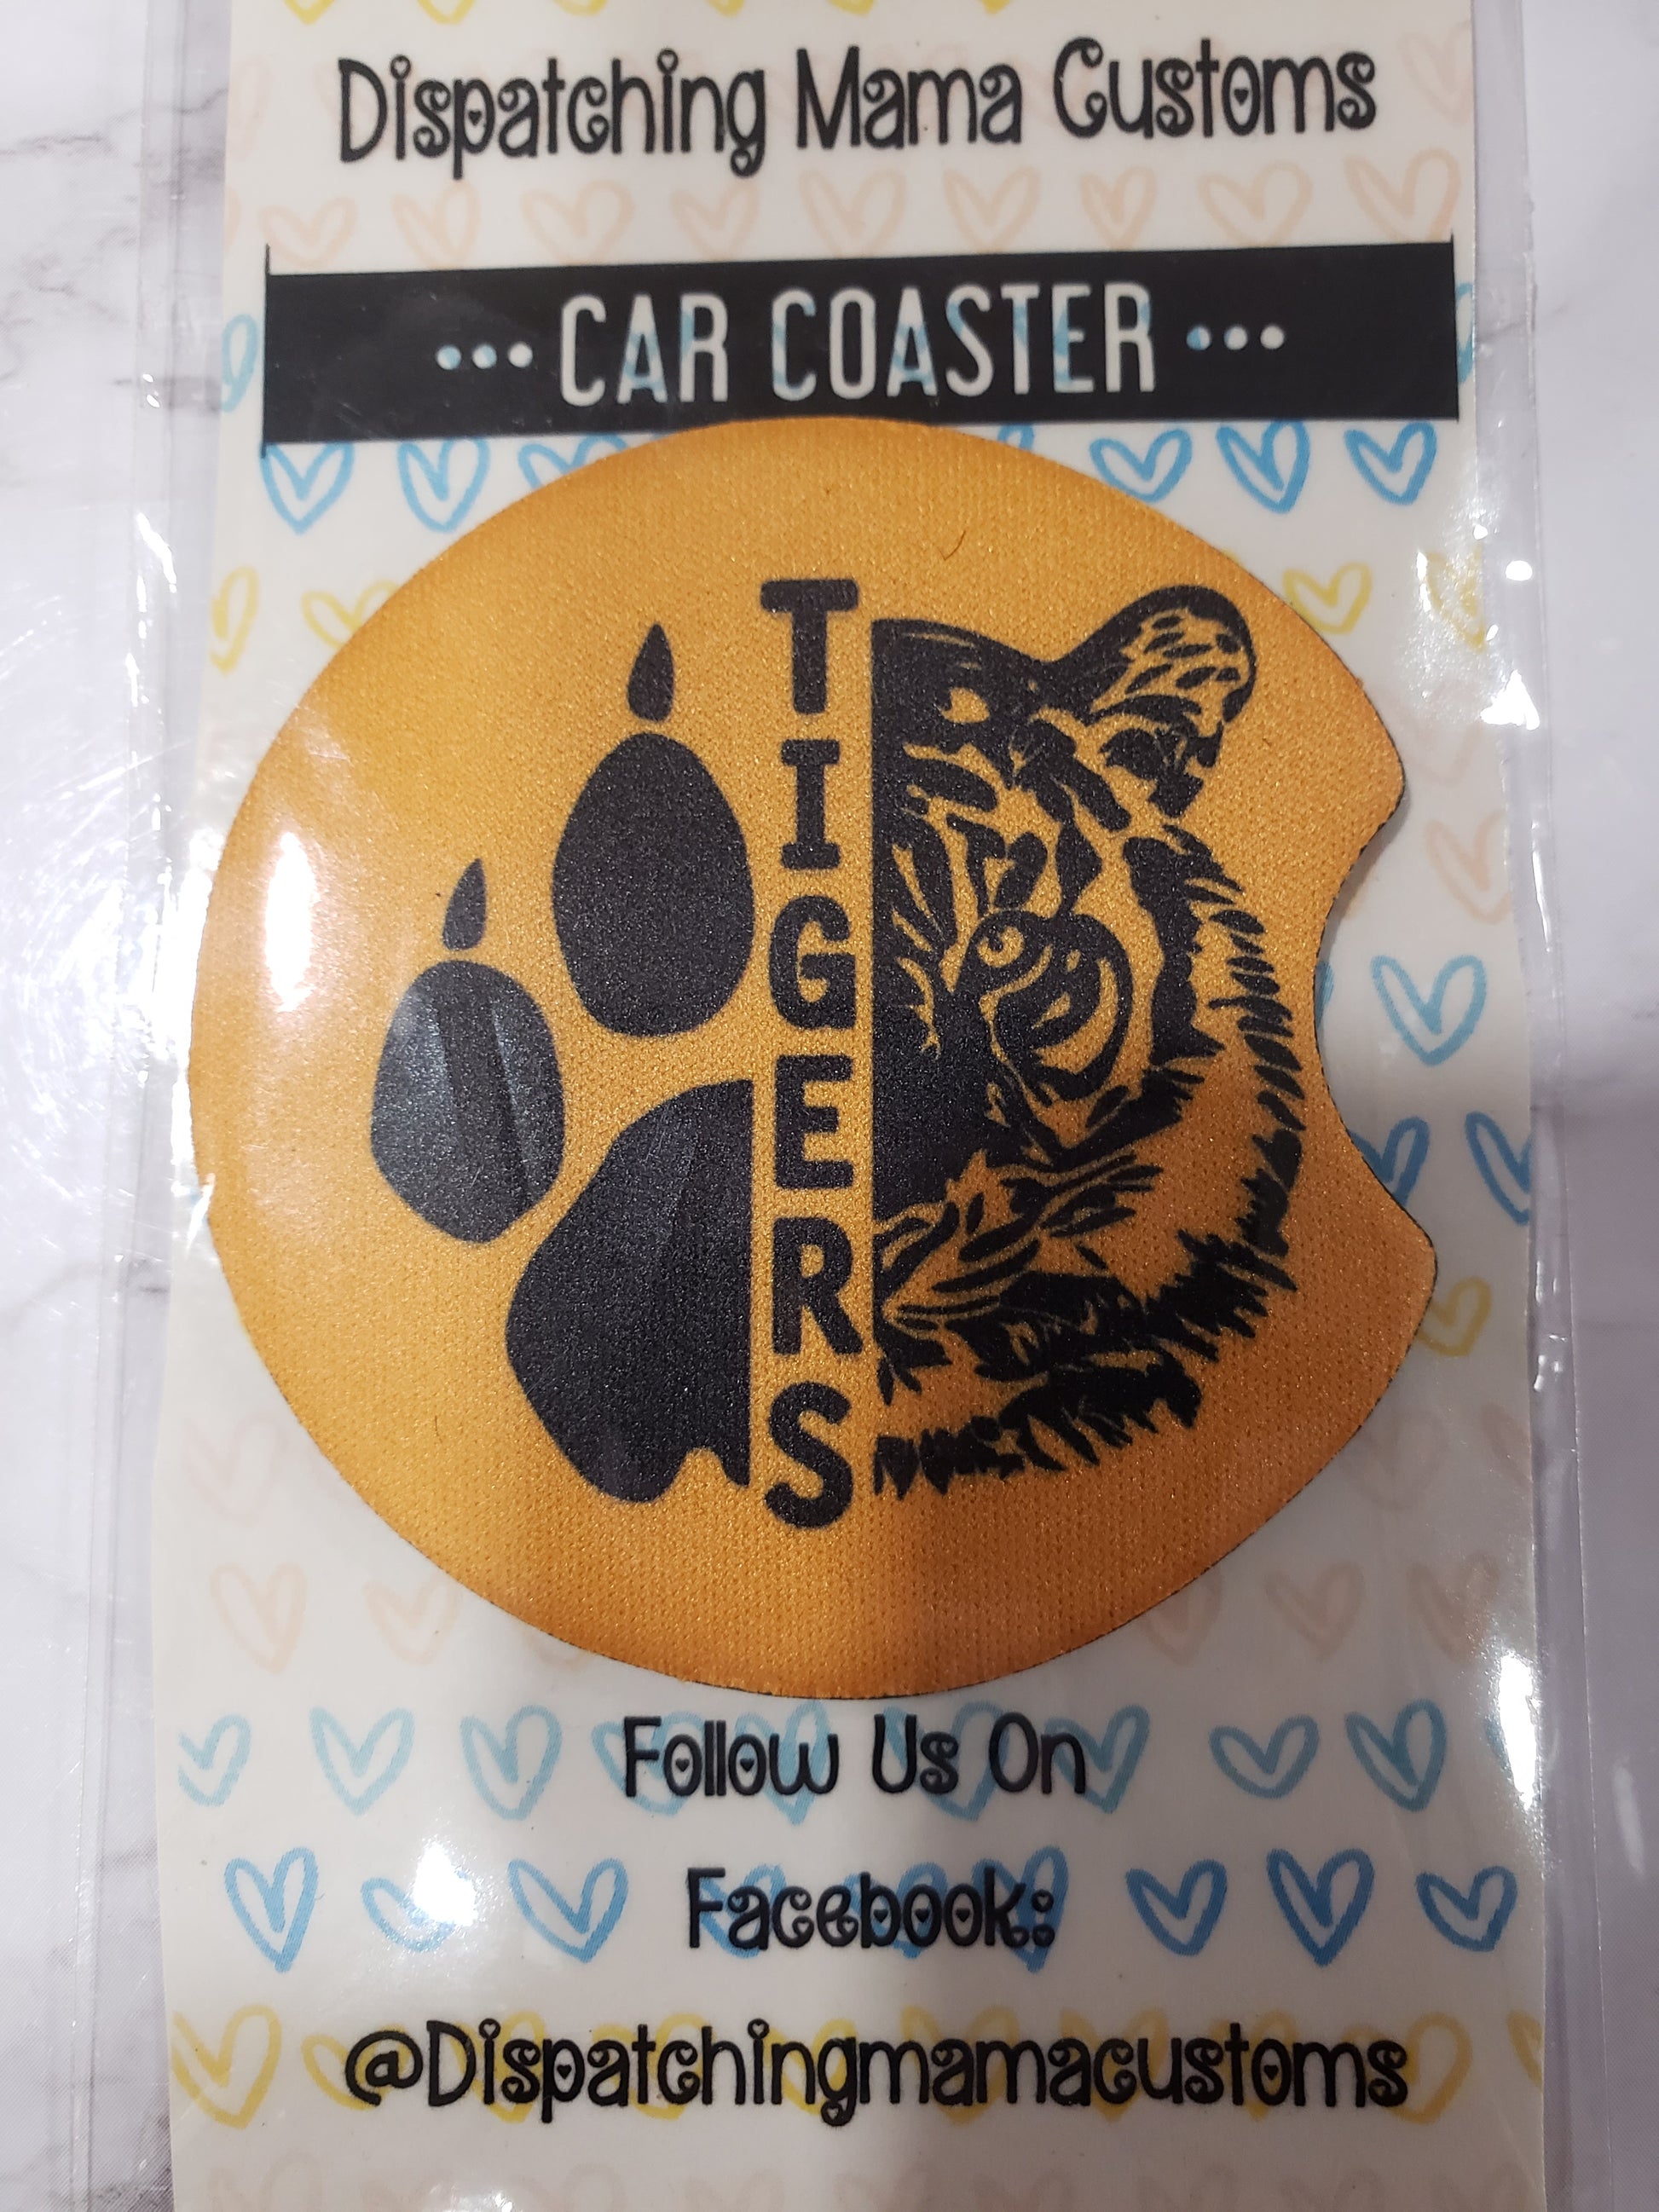 Dispatching Mama Customs
•••CAR COASTER•••
TIGERS
Follow Us On
Facebook:
@Dispatchingmamacustoms